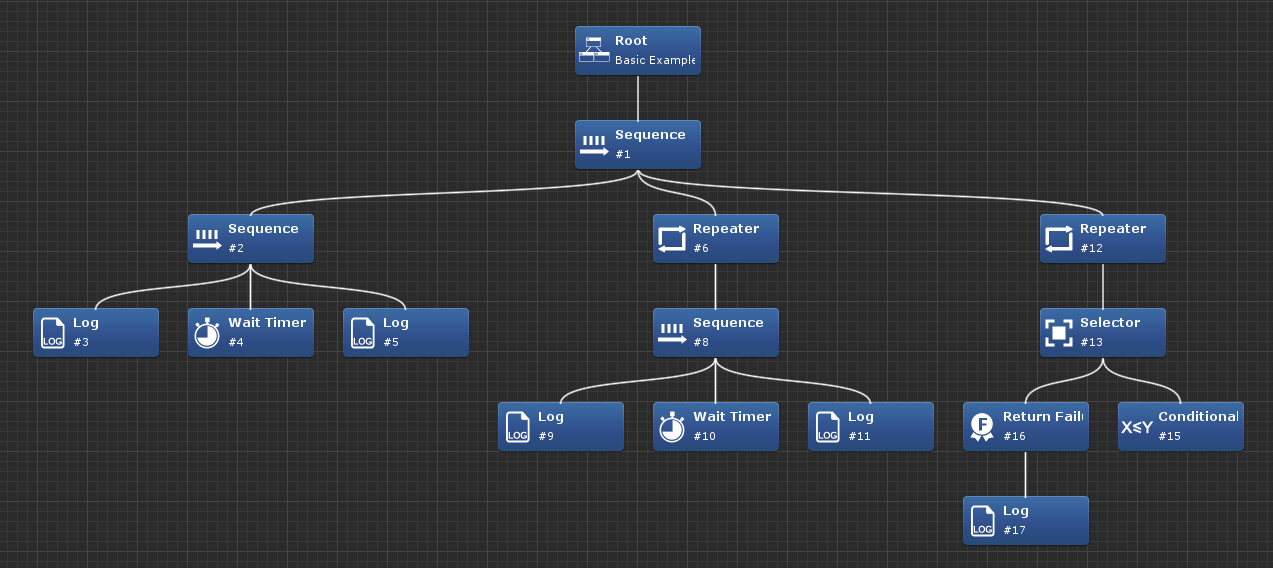 Root
Basic Example
Sequence
#1
Sequence
#2
Repeater
#6
Repeater
#12
Log
#3
Wait Timer
#4
Log
#5
Sequence
#8
Selector
#13
Log
#9
Wait Timer
#10
Log
#11
Return Fail
#16
X≤Y
Conditional
#15
Log
#17
LOG
LOG
LOG
LOG
F
LOG